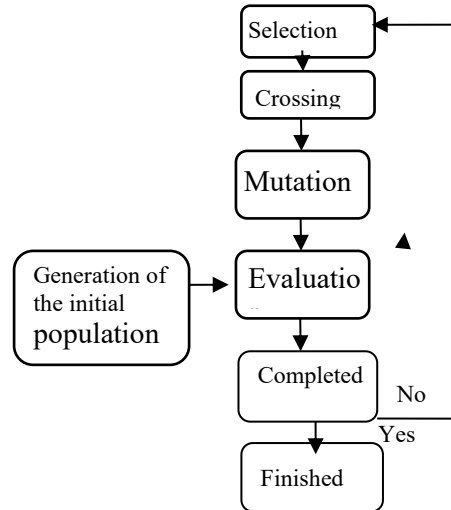 Selection
Crossing
Mutation
Generation of
the initial
population
Evaluatio
Completed
No
Yes
Finished